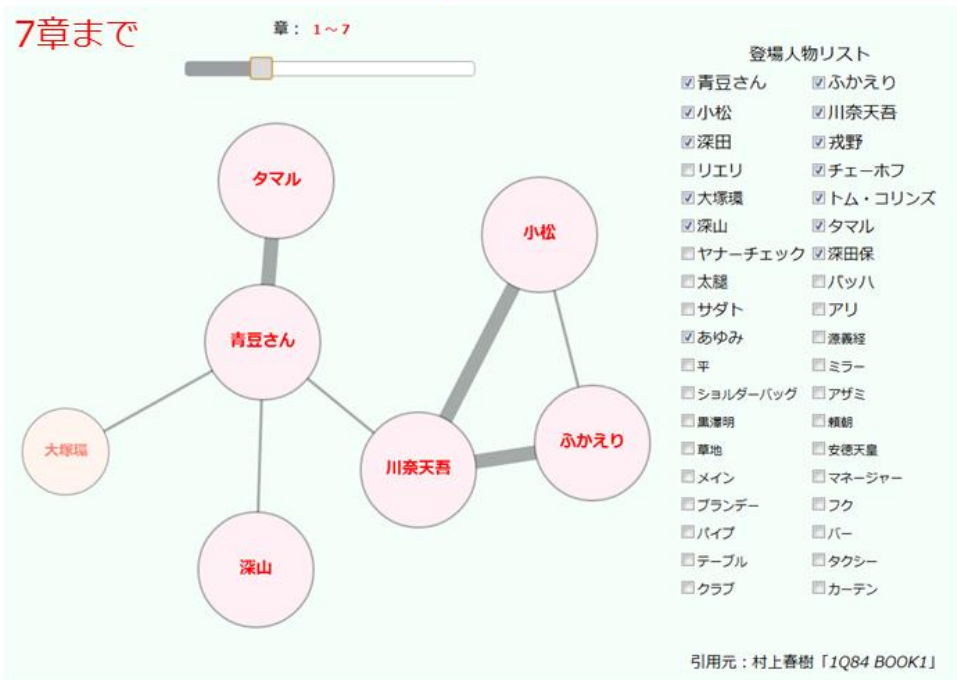 7章まで
章： 1～7
登場人物リスト
青豆さん ふかえり
小松 川奈天吾
深田 戎野
リエリ チェーホフ
大塚環 トム・コリンズ
深山 タマル
ヤナーチェック 深田保
太腿 バッハ
サダト アリ
あゆみ 源義経
平 ミラー
ショルダーバッグ アザミ
黒澤明 頼朝
草地 安徳天皇
メイン マネージャー
ブランデー フク
パイプ バー
テーブル タクシー
クラブ カーテン
タマル
小松
青豆さん
大塚環
川奈天吾
ふかえり
深山
引用元：村上春樹「1Q84 BOOK1」